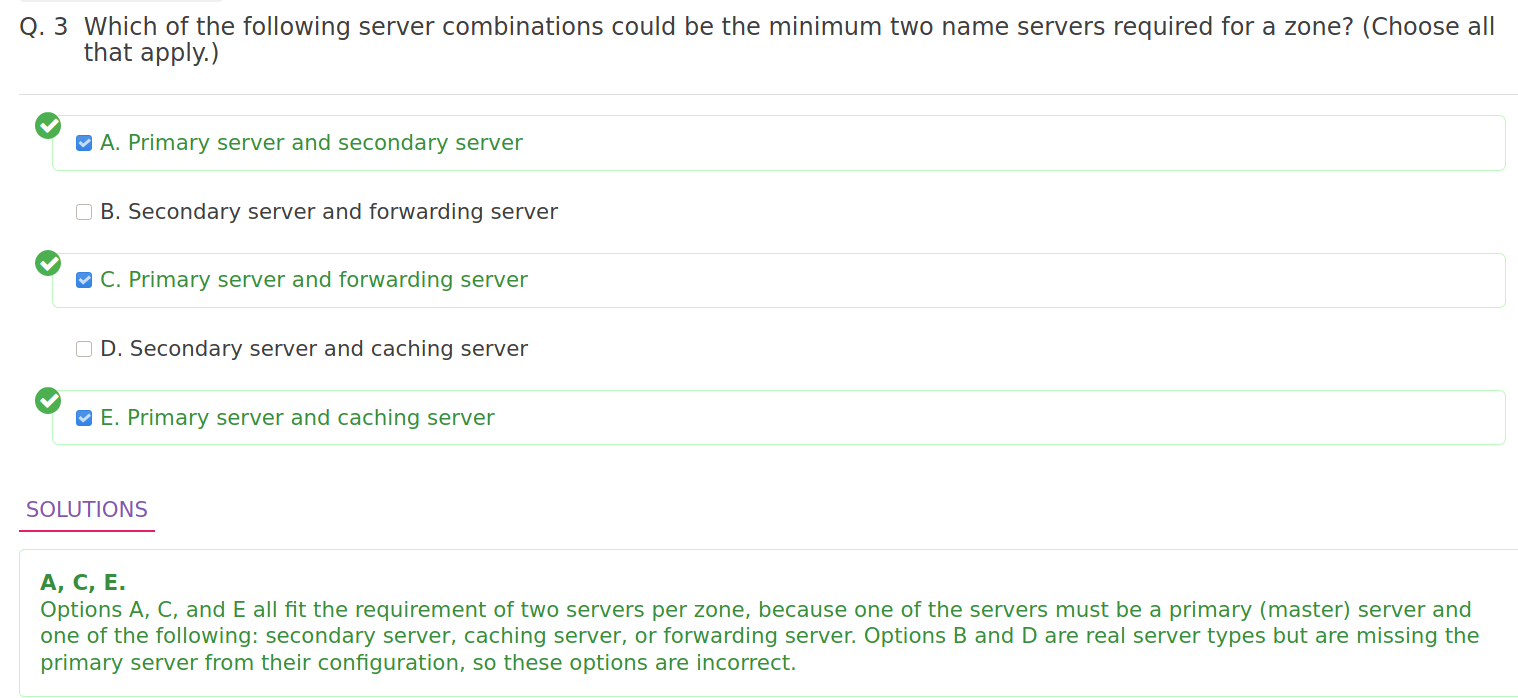 Q. 3 Which of the following server combinations could be the minimum two name servers required for a zone? (Choose all
that apply.)
A. Primary server and secondary server
B. Secondary server and forwarding server
C. Primary server and forwarding server
D. Secondary server and caching server
E. Primary server and caching server
SOLUTIONS
A, C, E.
Options A, C, and E all fit the requirement of two servers per zone, because one of the servers must be a primary (master) server and
one of the following: secondary server, caching server, or forwarding server. Options B and D are real server types but are missing the
primary server from their configuration, so these options are incorrect.